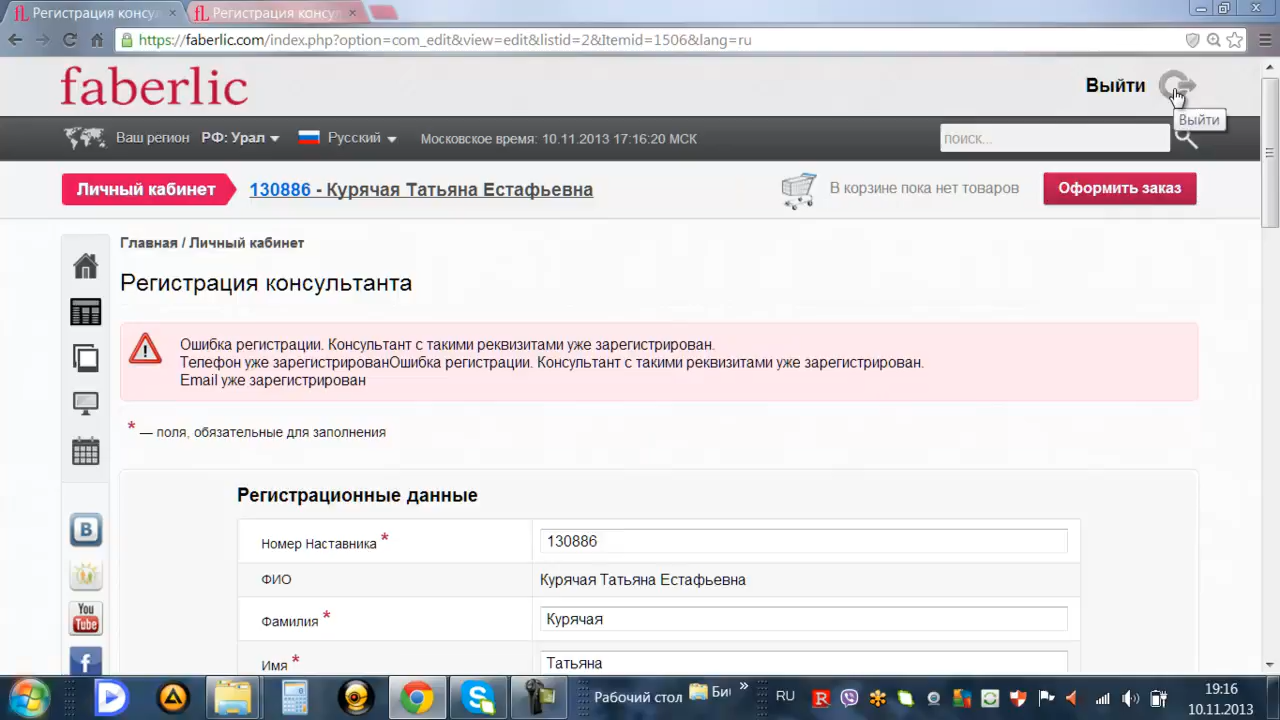 Регистрация консу
Регистрация консу
https://faberlic.com/index.php?option=com_edit&view=edit&listid=2&Itemid=1506&lang=ru
faberlic
Выйти
Выйти
Ваш регион РФ: Урал Русский Московское время: 10.11.2013 17:16:20 МСК
поиск...
Личный кабинет
130886 - Курячая Татьяна Естафьевна
В корзине пока нет товаров
Оформить заказ
Главная / Личный кабинет
Регистрация консультанта
Ошибка регистрации. Консультант с такими реквизитами уже зарегистрирован.
Телефон уже зарегистрированОшибка регистрации. Консультант с такими реквизитами уже зарегистрирован.
Email уже зарегистрирован
* — поля, обязательные для заполнения
Регистрационные данные
Номер Наставника * 130886
ФИО Курячая Татьяна Естафьевна
Фамилия * Курячая
Имя * Татьяна
B
You
Tube
f
Рабочий стол
Би
»
RU
19:16
10.11.2013